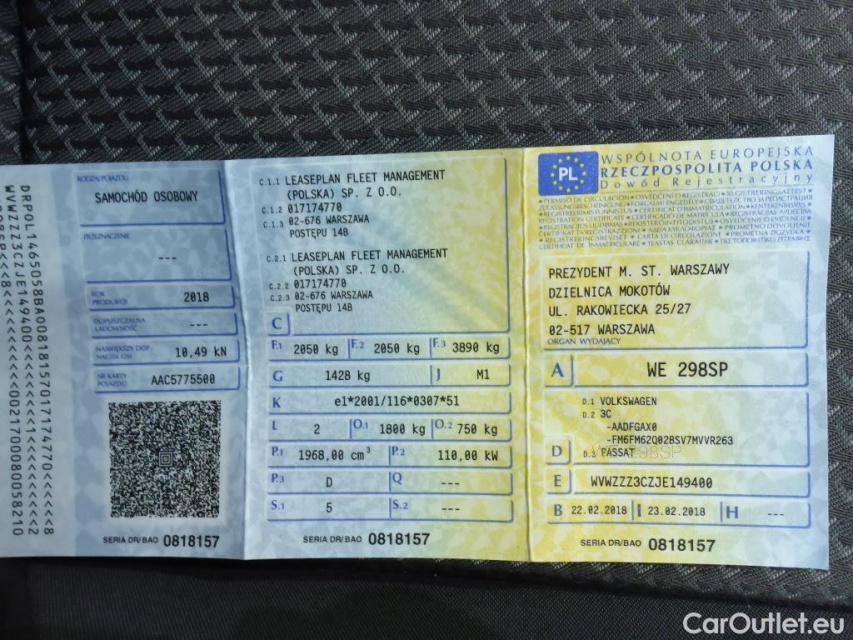 RODZAJ POJAZDU
SAMOCHÓD OSOBOWY
PRZEZNACZENIE
---
ROK PRODUKCJI
2018
DOPUSZCZALNA ŁADOWNOŚĆ
---
NAJWIĘKSZY DOP. NACISK OSI
10,49 kN
NR KARTY POJAZDU
AAC5775500
SERIA DR/BAO 0818157
C.1.1 LEASEPLAN FLEET MANAGEMENT
(POLSKA) SP. Z O.O.
C.1.2 017174770
C.1.3 02-676 WARSZAWA
POSTĘPU 14B
C.2.1 LEASEPLAN FLEET MANAGEMENT
(POLSKA) SP. Z O.O.
C.2.2 017174770
C.2.3 02-676 WARSZAWA
POSTĘPU 14B
C
F.1 2050 kg F.2 2050 kg F.3 3890 kg
G 1428 kg J M1
K e1*2001/116*0307*51
L 2 O.1 1800 kg O.2 750 kg
P.1 1968,00 cm³ P.2 110,00 kW
P.3 D Q ---
S.1 5 S.2 ---
SERIA DR/BAO 0818157
PL
WSPÓLNOTA EUROPEJSKA
RZECZPOSPOLITA POLSKA
Dowód Rejestracyjny
PREZYDENT M. ST. WARSZAWY
DZIELNICA MOKOTÓW
UL. RAKOWIECKA 25/27
02-517 WARSZAWA
ORGAN WYDAJĄCY
A WE 298SP
D.1 VOLKSWAGEN
D.2 3C
-AADFGAX0
-FM6FM62Q028SV7MVVR263
D D.3 PASSAT
E WVWZZZ3CZJE149400
B 22.02.2018 I 23.02.2018 H ---
SERIA DR/BAO 0818157
CarOutlet.eu